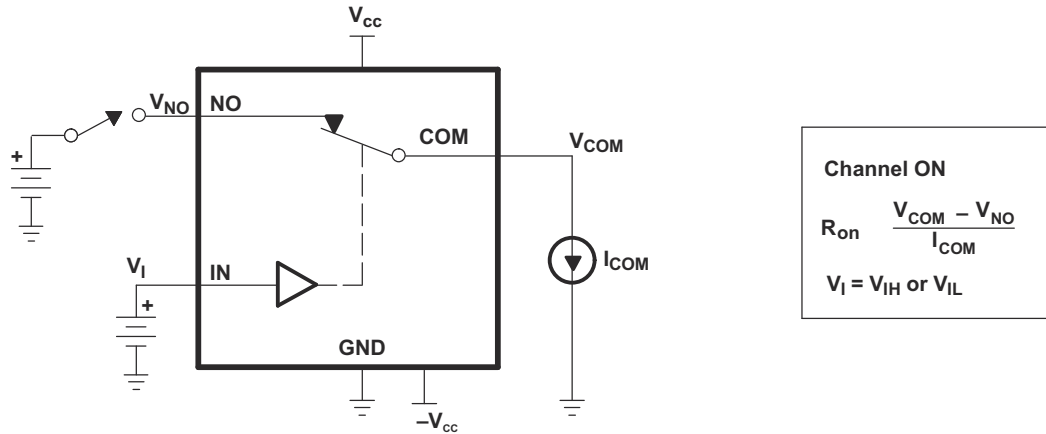 Vcc
VNO NO
COM
VCOM
+
VI IN
ICOM
+
GND
–Vcc
Channel ON
Ron VCOM – VNO
ICOM
VI = VIH or VIL